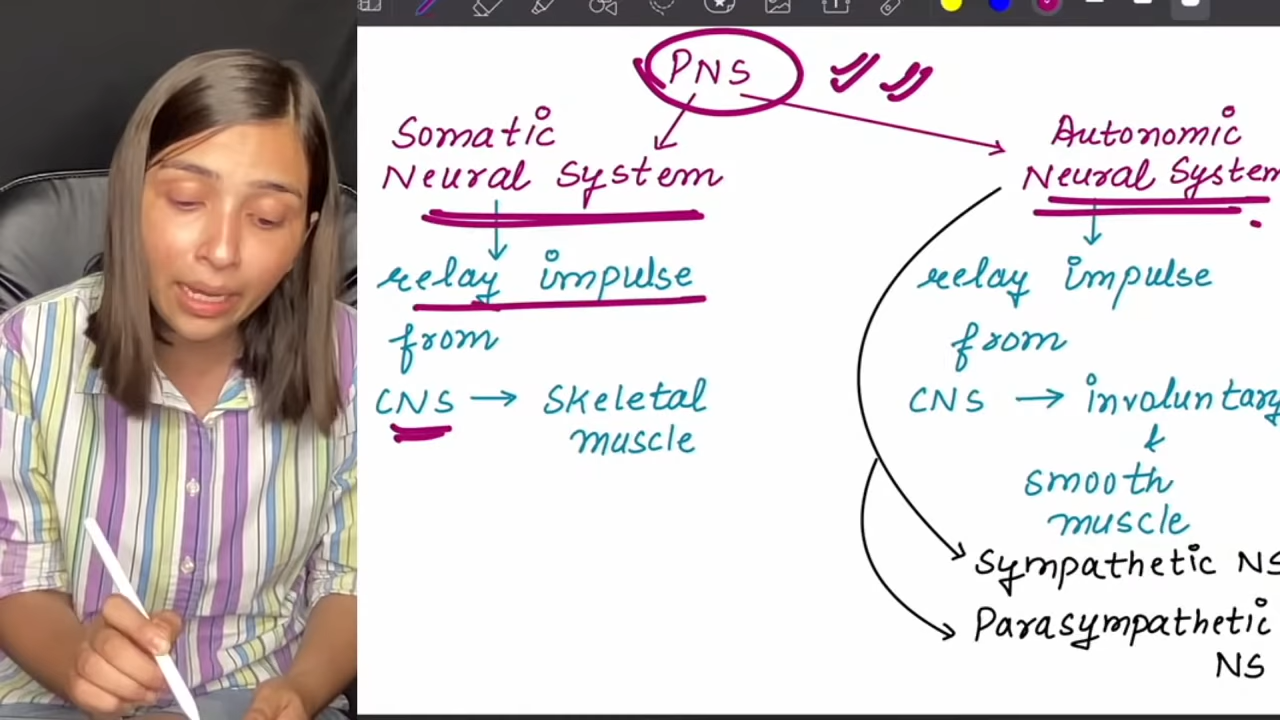 PNS
Somatic
Neural System
relay impulse
from
CNS → Skeletal
muscle
Autonomic
Neural System
relay impulse
from
CNS → involuntary
&
smooth
muscle
Sympathetic NS
Parasympathetic
NS